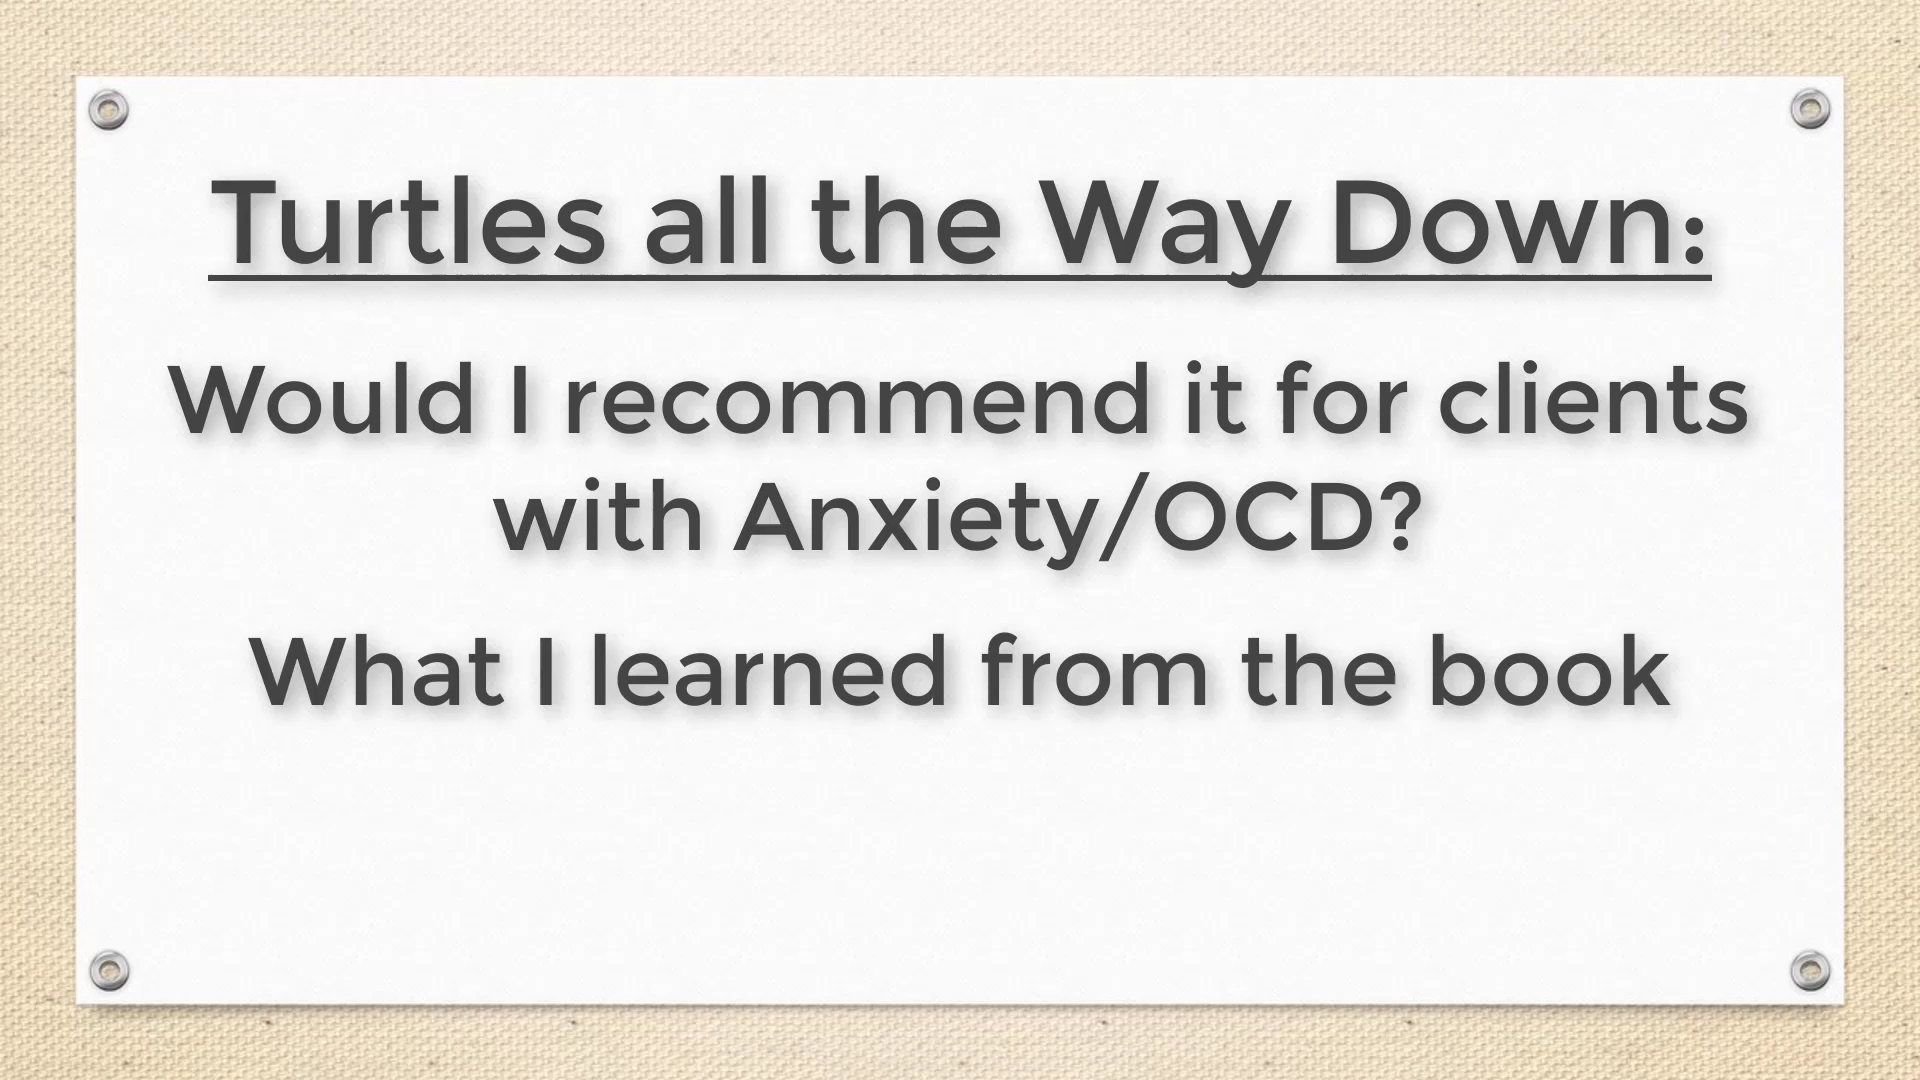 Turtles all the Way Down:
Would I recommend it for clients
with Anxiety/OCD?
What I learned from the book